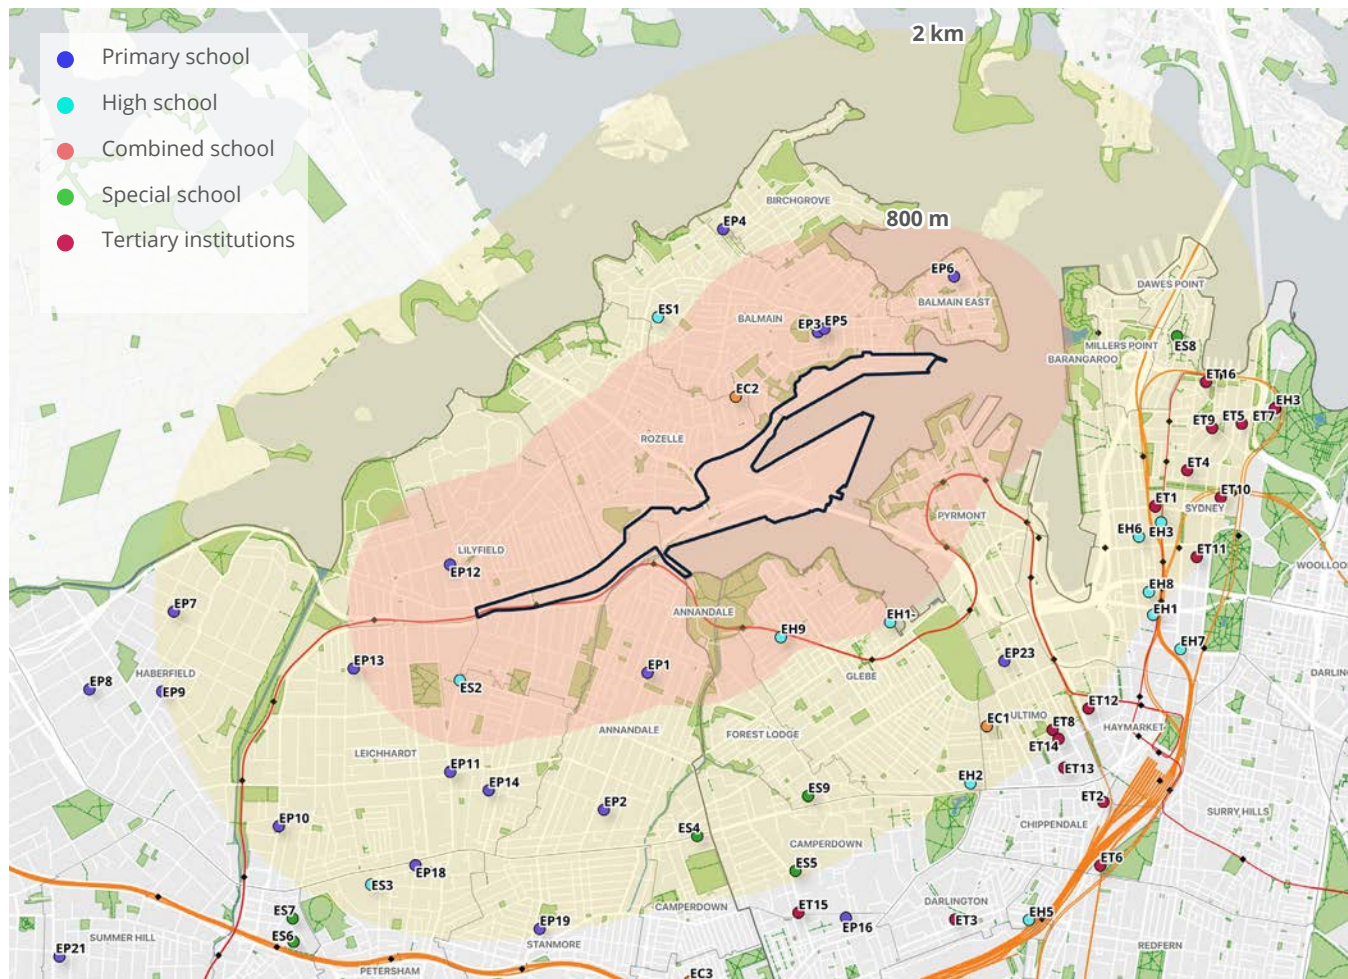 2 km
Primary school
High school
Combined school
Special school
Tertiary institutions
BIRCHGROVE
800 m
EP4
EP6
DAWES POINT
BALMAIN EAST
ES1
BALMAIN
EP3
EP5
MILLERS POINT
ES8
BARANGAROO
ET16
EC2
EH3
ET9
ET5
ET7
ROZELLE
ET4
ET10
ET1
SYDNEY
PYRMONT
EH6
EH3
LILYFIELD
ET11
EP12
WOOLLOO
EH8
EP7
ANNANDALE
EH1-
EH1
EH9
EH7
EP23
EP13
EP1
HABERFIELD
GLEBE
DARLING
EP8
EP9
ES2
ET12
EC1
ULTIMO
ET8
HAYMARKET
ANNANDALE
FOREST LODGE
ET14
LEICHHARDT
ET13
EP11
EH2
EP14
ES9
ET2
EP2
SURRY HILLS
EP10
CHIPPENDALE
ES4
CAMPERDOWN
ET6
ES5
EP18
ES3
DARLINGTON
CAMPERDOWN
ET15
ES7
EP19
EP16
ET3
EH5
ES6
SUMMER HILL
STANMORE
REDFERN
EP21
PETERSHAM
EC3